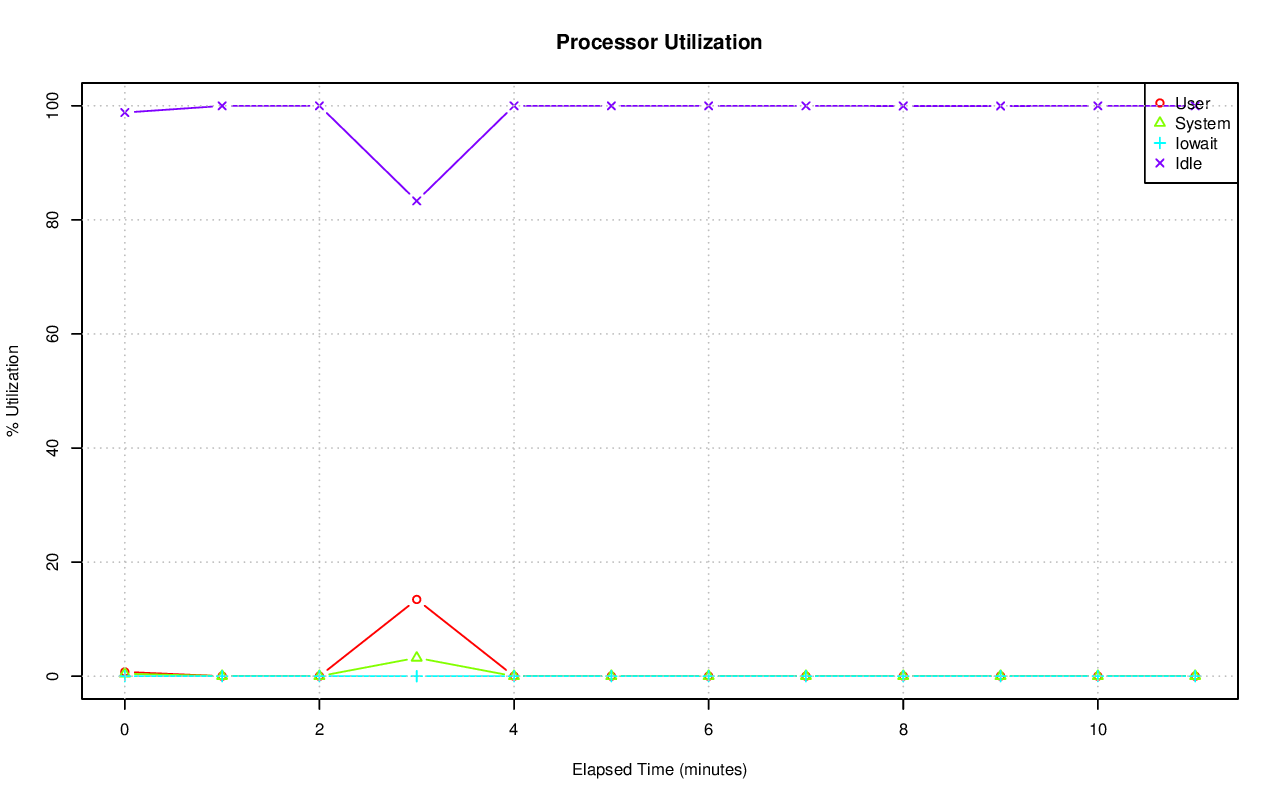 Processor Utilization
100
80
60
40
20
0
% Utilization
User
System
Iowait
Idle
0 2 4 6 8 10
Elapsed Time (minutes)